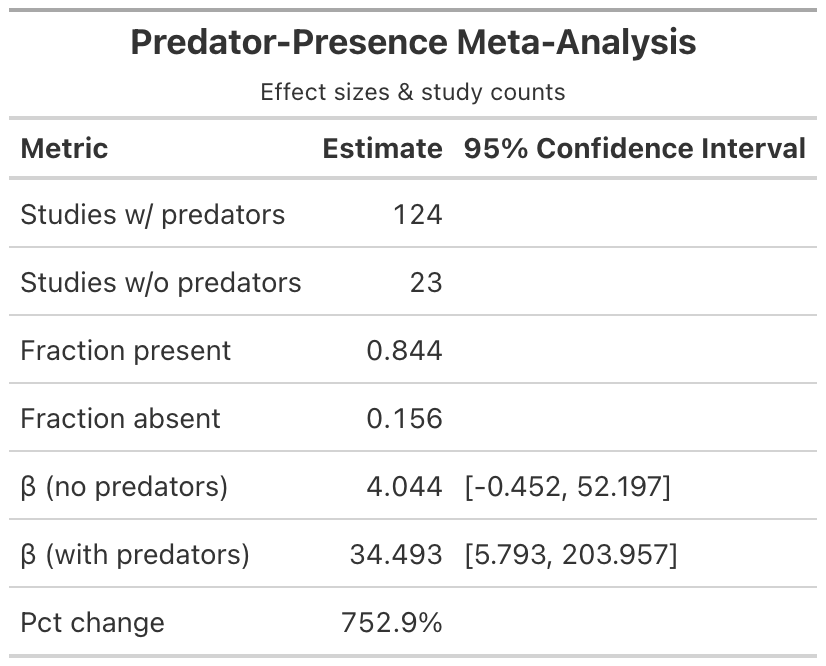 Predator-Presence Meta-Analysis
Effect sizes & study counts
Metric Estimate 95% Confidence Interval
Studies w/ predators 124
Studies w/o predators 23
Fraction present 0.844
Fraction absent 0.156
β (no predators) 4.044 [-0.452, 52.197]
β (with predators) 34.493 [5.793, 203.957]
Pct change 752.9%